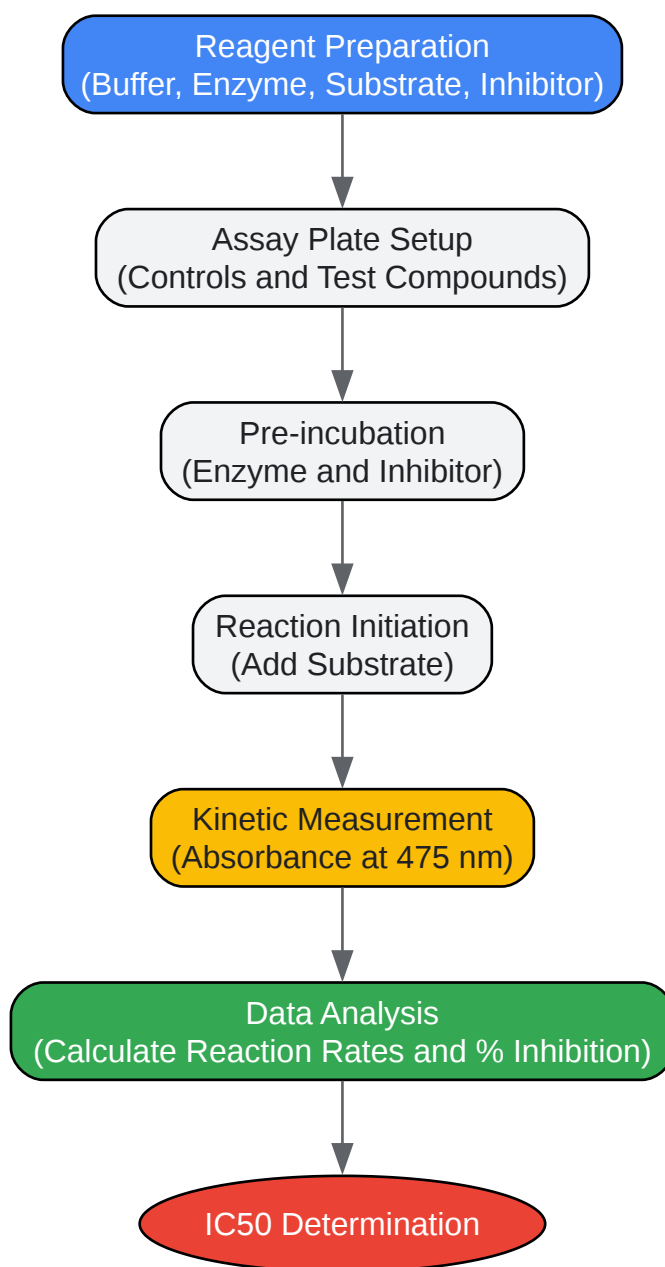 Reagent Preparation
(Buffer, Enzyme, Substrate, Inhibitor)
Assay Plate Setup
(Controls and Test Compounds)
Pre-incubation
(Enzyme and Inhibitor)
Reaction Initiation
(Add Substrate)
Kinetic Measurement
(Absorbance at 475 nm)
Data Analysis
(Calculate Reaction Rates and % Inhibition)
IC50 Determination